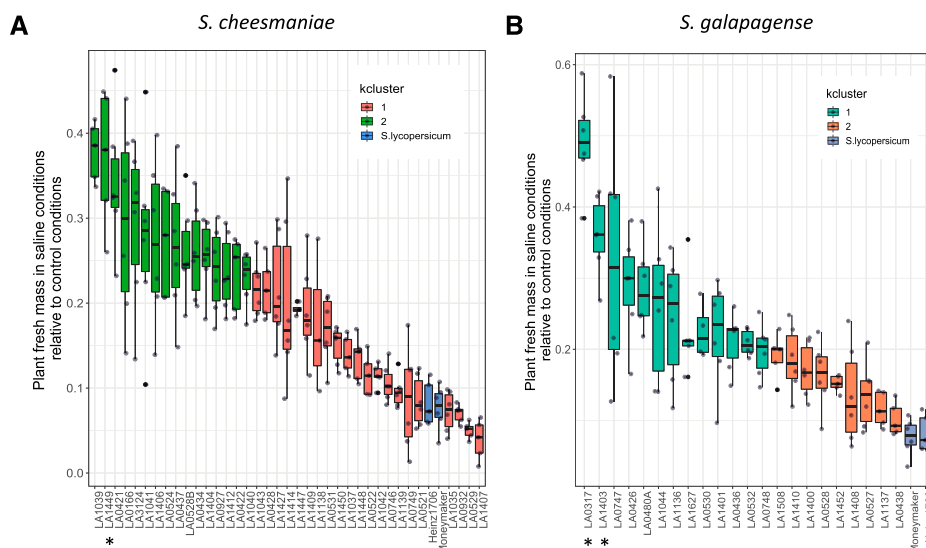 A
S. cheesmaniae
Plant fresh mass in saline conditions
relative to control conditions
0.4
0.3
0.2
0.1
0.0
kcluster
1
2
S.lycopersicum
LA1039
LA1449
LA0421
LA0166
LA3124
LA1041
LA1406
LA0524
LA0437
LA0528B
LA0434
LA1404
LA0927
LA1412
LA0422
LA1040
LA1043
LA0428
LA1427
LA1414
LA1447
LA1409
LA1138
LA0531
LA1450
LA1037
LA1448
LA0522
LA1042
LA0746
LA1139
LA0749
LA0521
Heinz1706
Moneymaker
LA1035
LA0932
LA0529
LA1407
*
B
S. galapagense
Plant fresh mass in saline conditions
relative to control conditions
0.6
0.4
0.2
kcluster
1
2
S.lycopersicum
LA0317
LA1403
LA0747
LA0426
LA0480A
LA1044
LA1136
LA1627
LA0530
LA1401
LA0436
LA0532
LA0748
LA1508
LA1410
LA1400
LA0528
LA1452
LA1408
LA0527
LA1137
LA0438
Moneymaker
* *